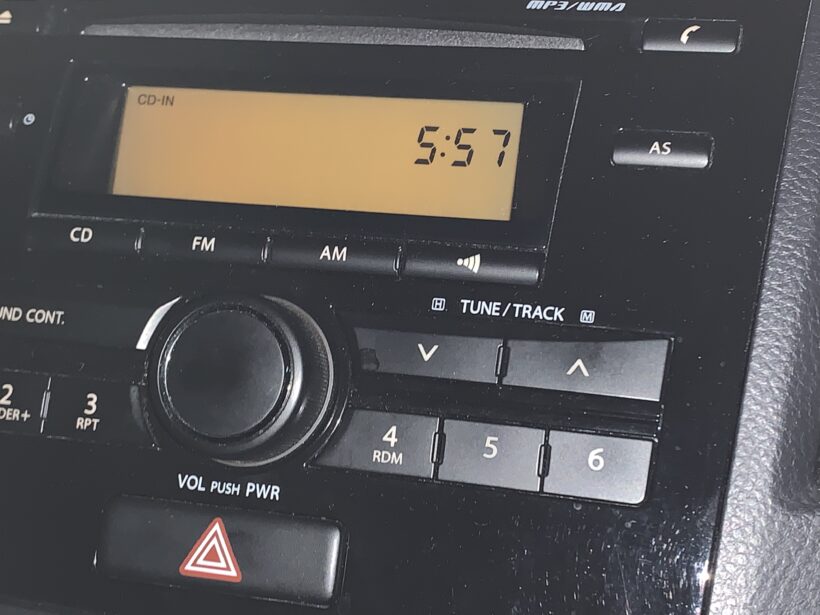 MP3/WMA
CD-IN
5:57
AS
CD FM AM
UND CONT.
H TUNE/TRACK M
2 3
DER+ RPT
4 5 6
RDM
VOL PUSH PWR